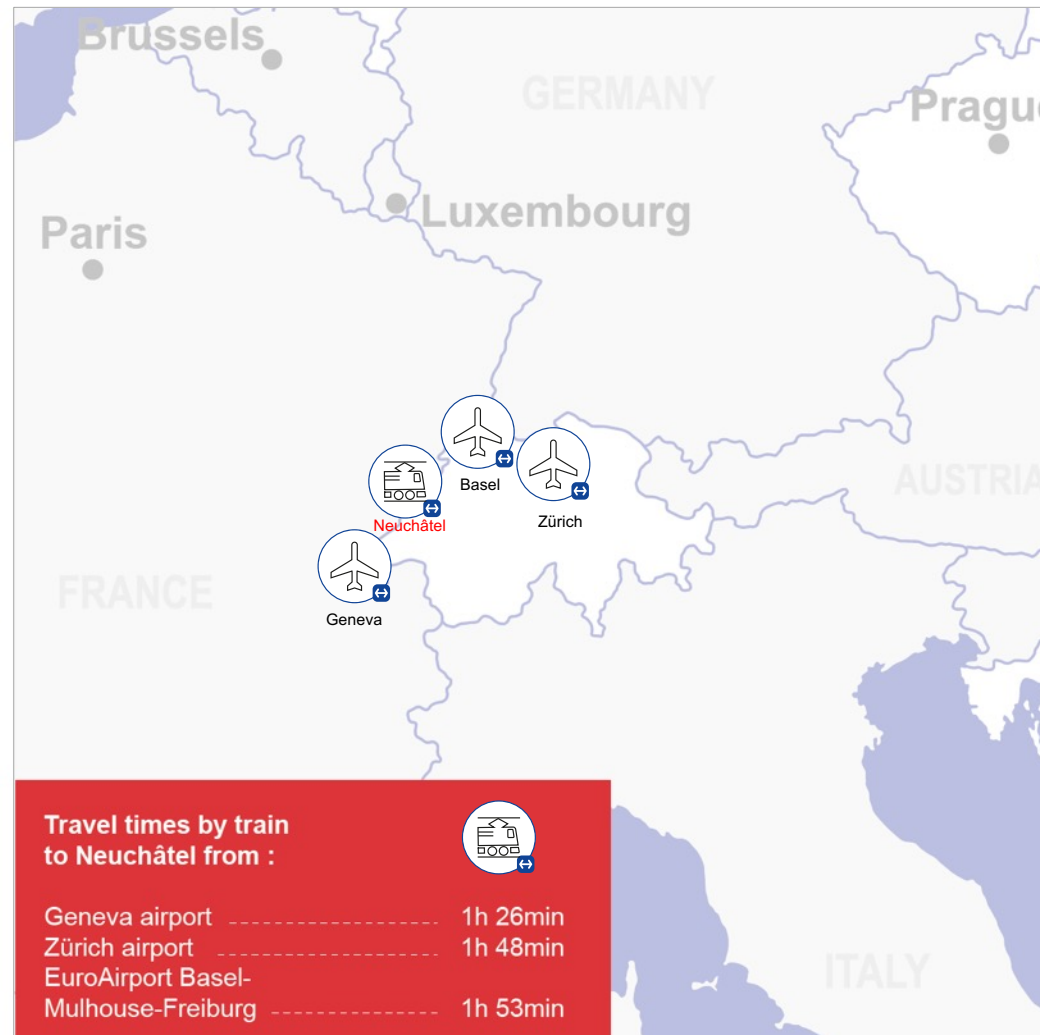 Brussels
GERMANY
Prague
Luxembourg
Paris
Basel
AUSTRIA
Zürich
Neuchâtel
FRANCE
Geneva
Travel times by train
to Neuchâtel from :
Geneva airport 1h 26min
Zürich airport 1h 48min
EuroAirport Basel-
Mulhouse-Freiburg 1h 53min
ITALY